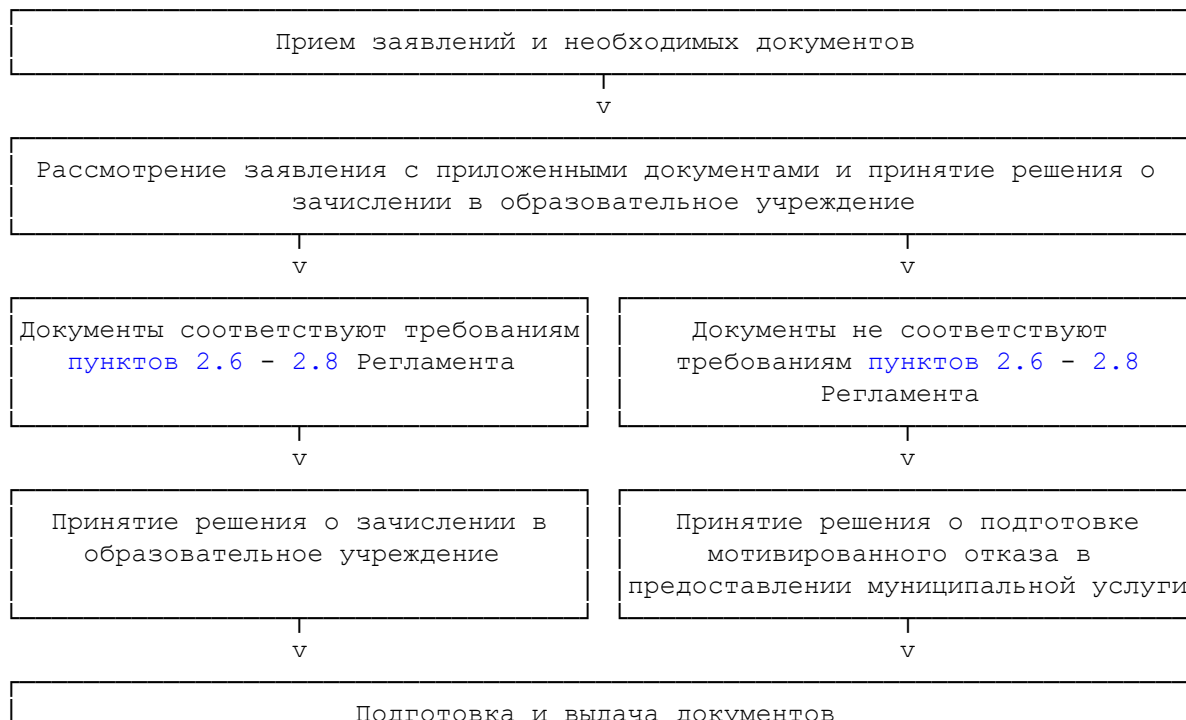 Прием заявлений и необходимых документов
v
Рассмотрение заявления с приложенными документами и принятие решения о
зачислении в образовательное учреждение
v
v
Документы соответствуют требованиям
пунктов 2.6 - 2.8 Регламента
Документы не соответствуют
требованиям пунктов 2.6 - 2.8
Регламента
v
v
Принятие решения о зачислении в
образовательное учреждение
Принятие решения о подготовке
мотивированного отказа в
предоставлении муниципальной услуги
v
v
Подготовка и выдача документов